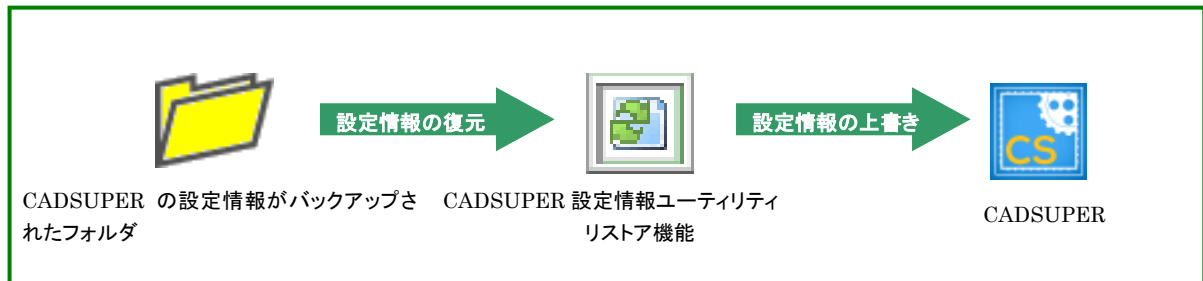 設定情報の復元
設定情報の上書き
CS
CADSUPER の設定情報がバックアップさ
れたフォルダ
CADSUPER 設定情報ユーティリティ
リストア機能
CADSUPER